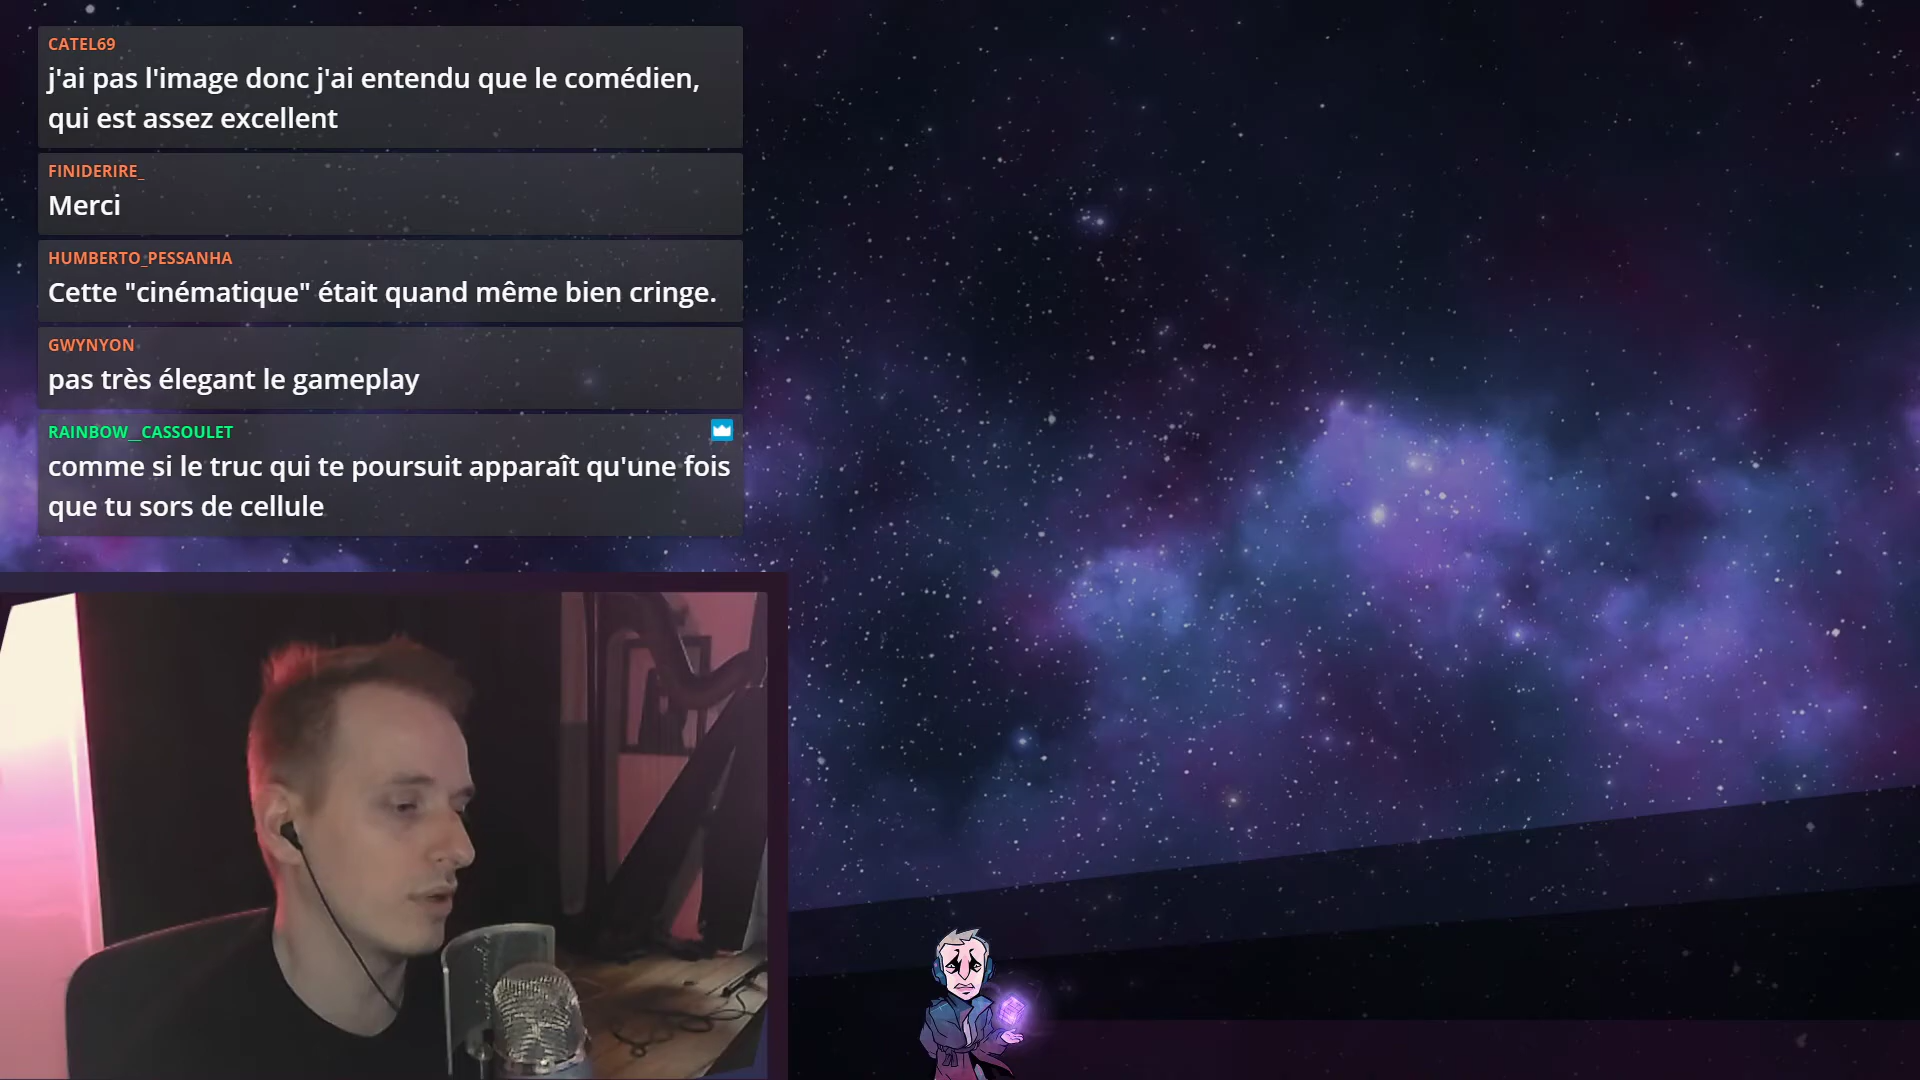 CATEL69
j'ai pas l'image donc j'ai entendu que le comédien,
qui est assez excellent
FINIDERIRE_
Merci
HUMBERTO_PESSANHA
Cette "cinématique" était quand même bien cringe.
GWYNYON
pas très élegant le gameplay
RAINBOW__CASSOULET
comme si le truc qui te poursuit apparaît qu'une fois
que tu sors de cellule